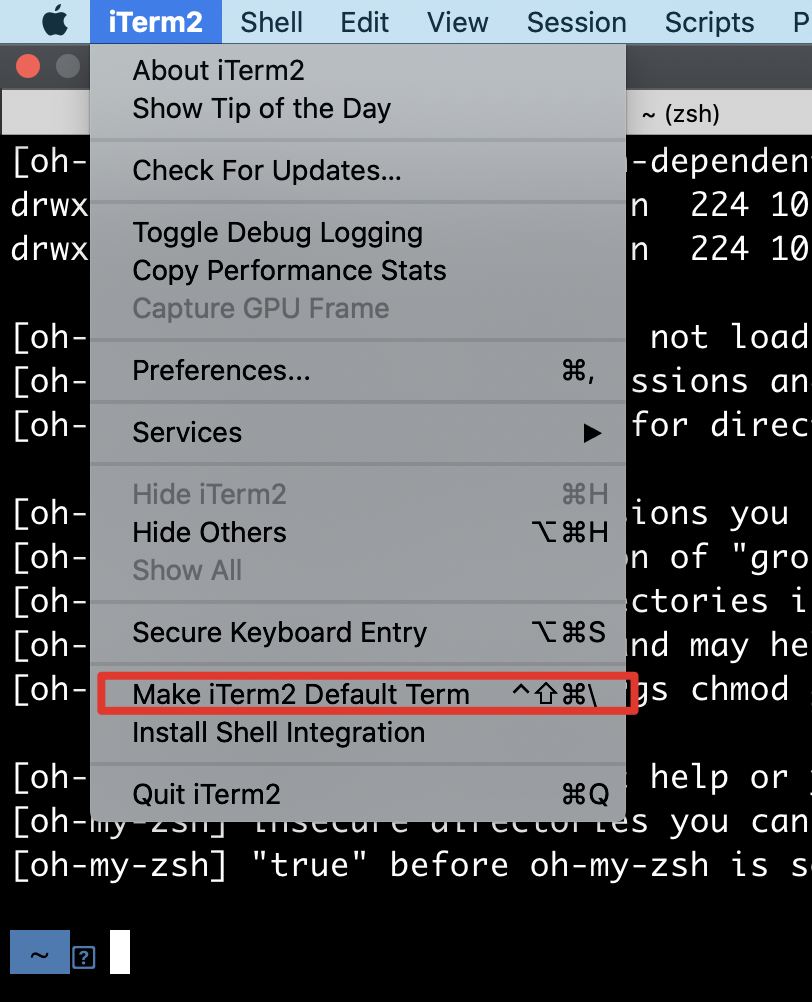 iTerm2 Shell Edit View Session Scripts P
About iTerm2
Show Tip of the Day
~ (zsh)
Check For Updates...
[oh- -dependent
drwx n 224 10
Toggle Debug Logging
drwx n 224 10
Copy Performance Stats
Capture GPU Frame
[oh- not load
Preferences... ⌘,
[oh- ssions an
Services ▶
[oh- for direc
Hide iTerm2 ⌘H
[oh- ions you
Hide Others ⌥⌘H
[oh- n of "gro
Show All
[oh- ectories i
Secure Keyboard Entry ⌥⌘S
[oh- nd may he
Make iTerm2 Default Term ^⇧⌘\
[oh- gs chmod
Install Shell Integration
[oh- help or
Quit iTerm2 ⌘Q
[oh-my-zsh] insecure directories you can
[oh-my-zsh] "true" before oh-my-zsh is s
~ ?